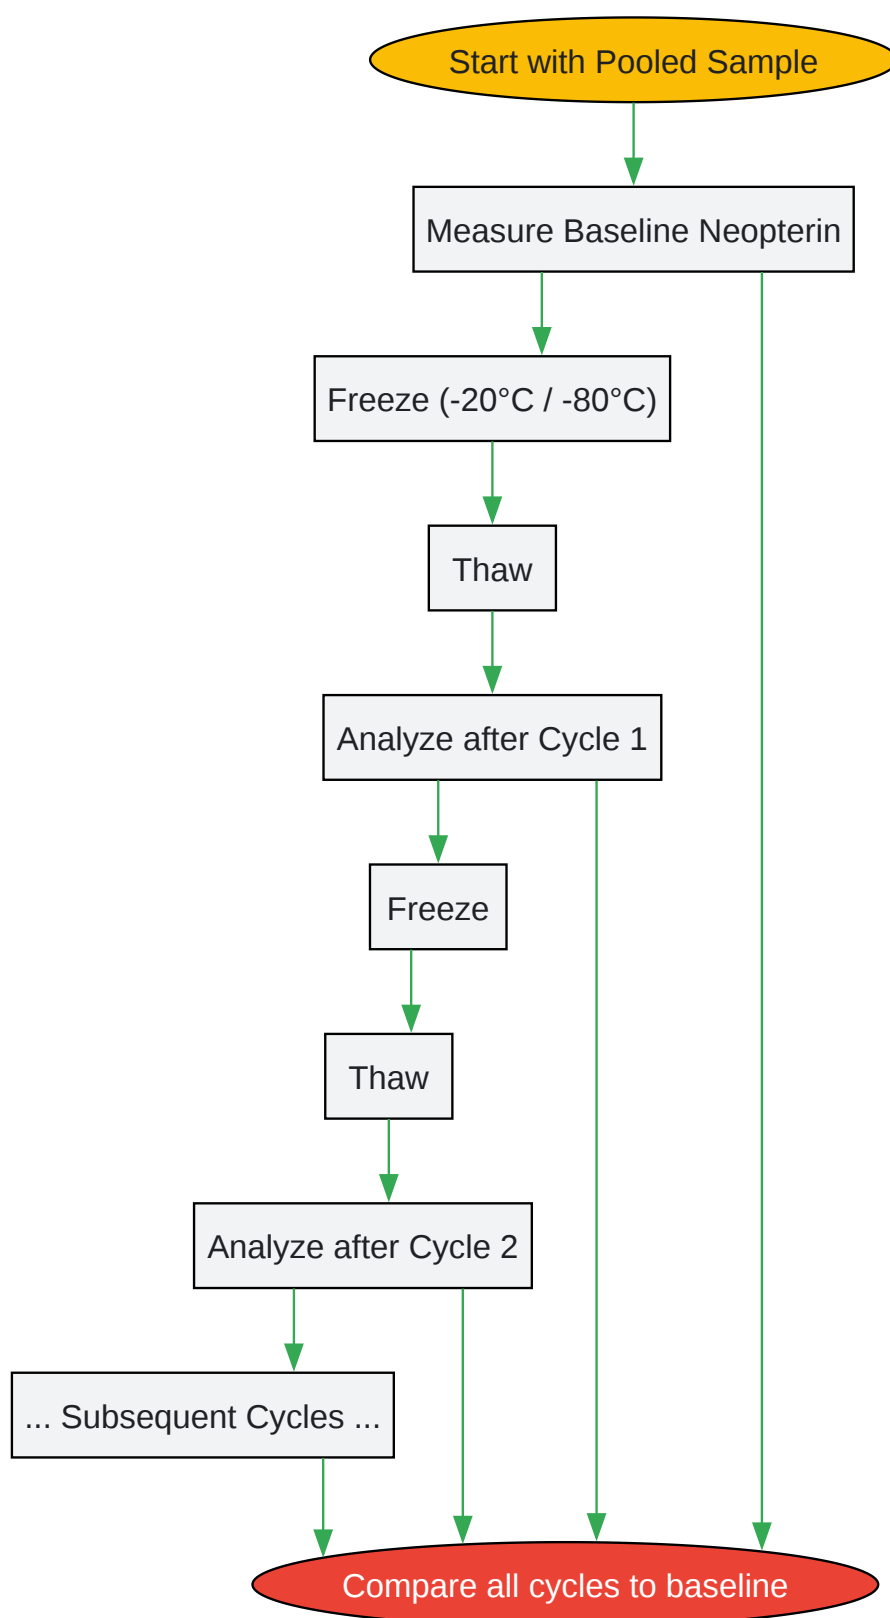 Start with Pooled Sample
Measure Baseline Neopterin
Freeze (-20°C / -80°C)
Thaw
Analyze after Cycle 1
Freeze
Thaw
Analyze after Cycle 2
... Subsequent Cycles ...
Compare all cycles to baseline